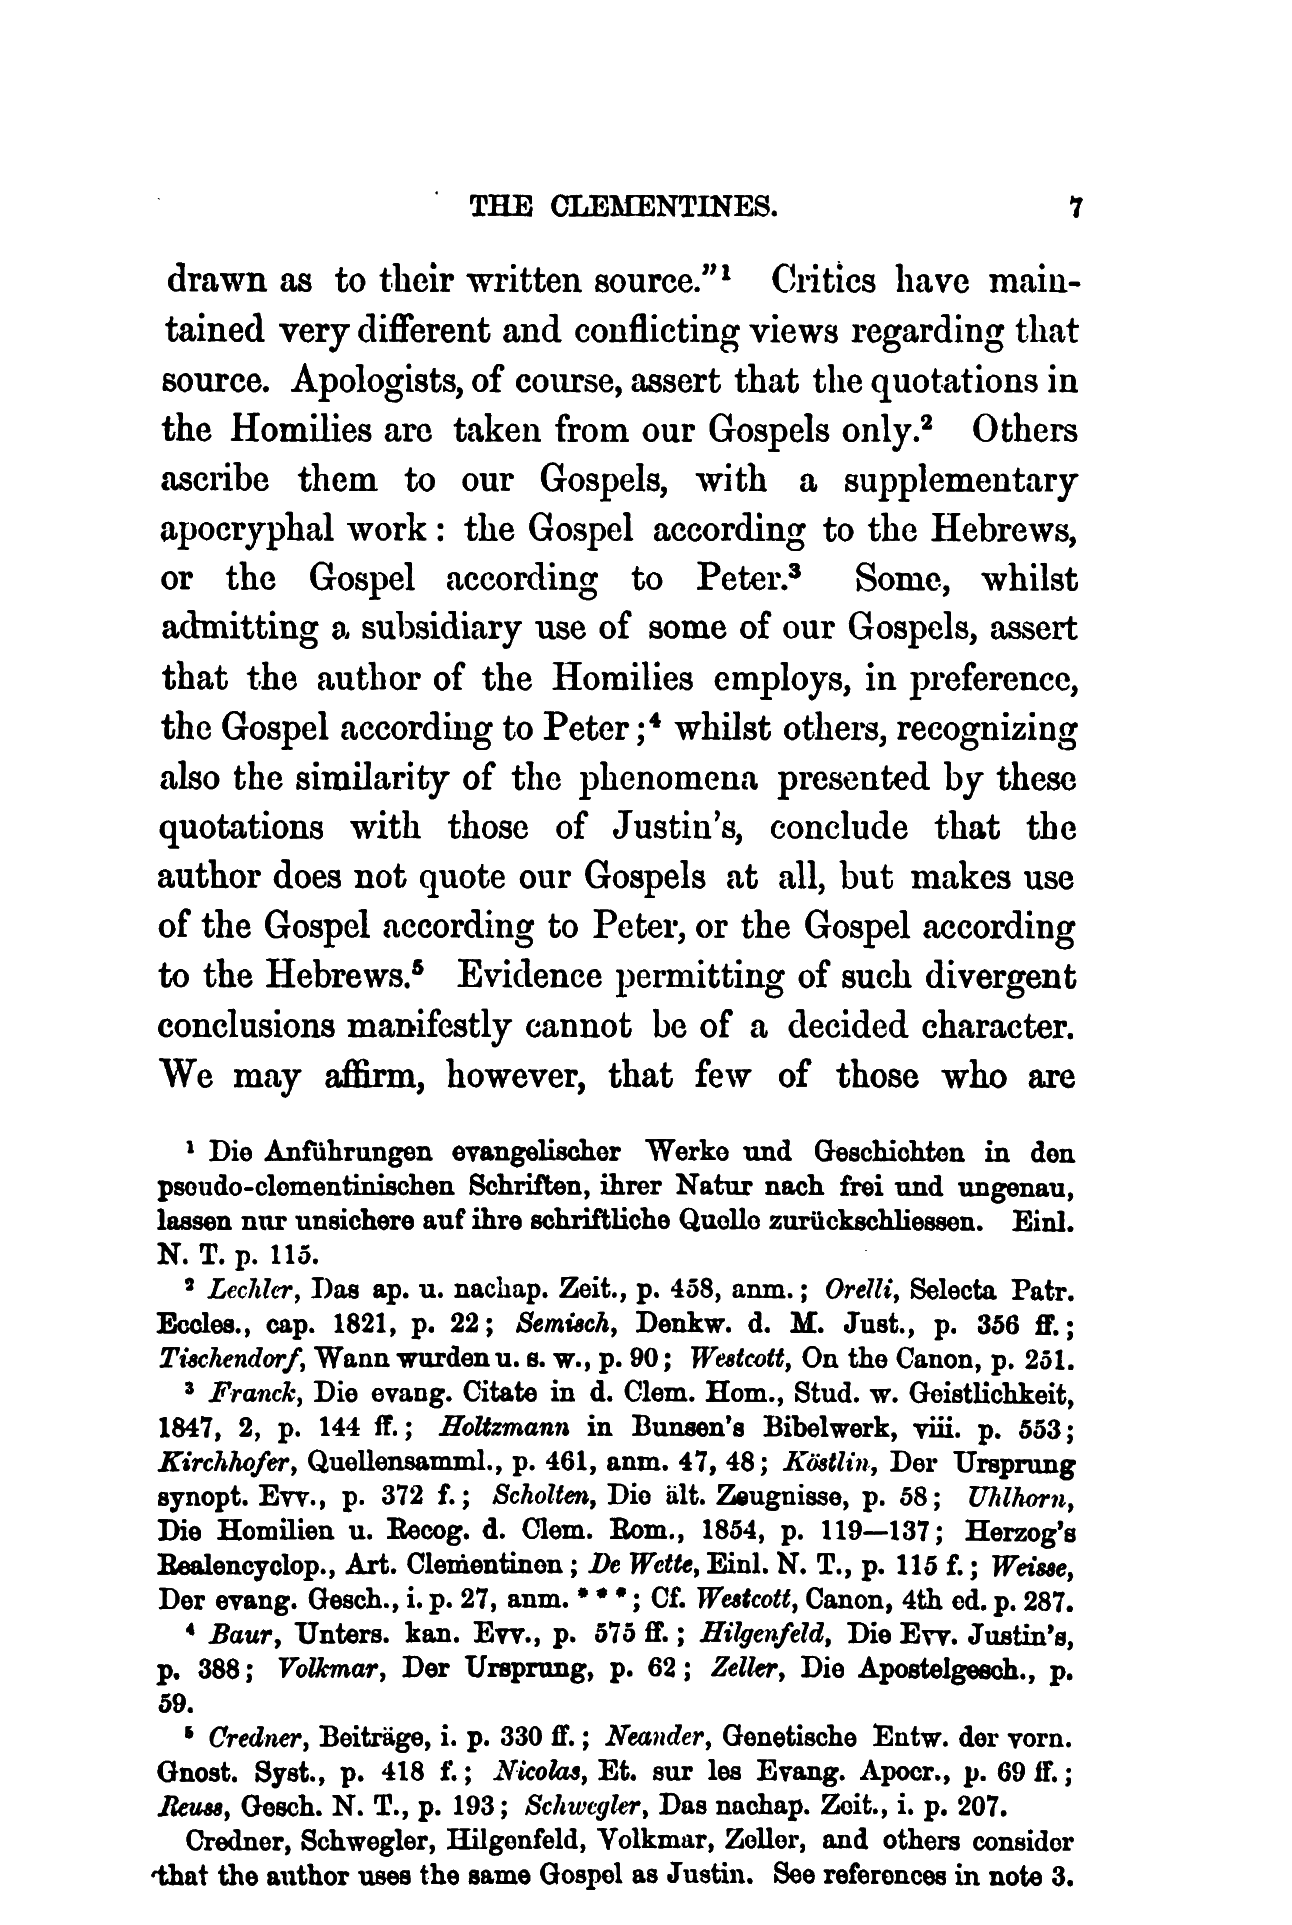 THE CLEMENTINES. 7
drawn as to their written source."¹ Critics have main-
tained very different and conflicting views regarding that
source. Apologists, of course, assert that the quotations in
the Homilies are taken from our Gospels only.² Others
ascribe them to our Gospels, with a supplementary
apocryphal work : the Gospel according to the Hebrews,
or the Gospel according to Peter.³ Some, whilst
admitting a subsidiary use of some of our Gospels, assert
that the author of the Homilies employs, in preference,
the Gospel according to Peter ;⁴ whilst others, recognizing
also the similarity of the phenomena presented by these
quotations with those of Justin's, conclude that the
author does not quote our Gospels at all, but makes use
of the Gospel according to Peter, or the Gospel according
to the Hebrews.⁵ Evidence permitting of such divergent
conclusions manifestly cannot be of a decided character.
We may affirm, however, that few of those who are
¹ Die Anführungen evangelischer Werke und Geschichten in den
pseudo-clementinischen Schriften, ihrer Natur nach frei und ungenau,
lassen nur unsichere auf ihre schriftliche Quelle zurückschliessen. Einl.
N. T. p. 115.
² Lechler, Das ap. u. nachap. Zeit., p. 458, anm. ; Orelli, Selecta Patr.
Eccles., cap. 1821, p. 22 ; Semisch, Denkw. d. M. Just., p. 356 ff. ;
Tischendorf, Wann wurden u. s. w., p. 90 ; Westcott, On the Canon, p. 251.
³ Franck, Die evang. Citate in d. Clem. Hom., Stud. w. Geistlichkeit,
1847, 2, p. 144 ff. ; Holtzmann in Bunsen's Bibelwerk, viii. p. 553 ;
Kirchhofer, Quellensamml., p. 461, anm. 47, 48 ; Köstlin, Der Ursprung
synopt. Evv., p. 372 f. ; Scholten, Die ält. Zeugnisse, p. 58 ; Uhlhorn,
Die Homilien u. Recog. d. Clem. Rom., 1854, p. 119—137 ; Herzog's
Realencyclop., Art. Clementinen ; De Wette, Einl. N. T., p. 115 f. ; Weisse,
Der evang. Gesch., i. p. 27, anm. * * * ; Cf. Westcott, Canon, 4th ed. p. 287.
⁴ Baur, Unters. kan. Evv., p. 575 ff. ; Hilgenfeld, Die Evv. Justin's,
p. 388 ; Volkmar, Der Ursprung, p. 62 ; Zeller, Die Apostelgesch., p.
59.
⁵ Credner, Beiträge, i. p. 330 ff. ; Neander, Genetische Entw. der vorn.
Gnost. Syst., p. 418 f. ; Nicolas, Et. sur les Evang. Apocr., p. 69 ff. ;
Reuss, Gesch. N. T., p. 193 ; Schwegler, Das nachap. Zeit., i. p. 207.
Credner, Schwegler, Hilgenfeld, Volkmar, Zeller, and others consider
that the author uses the same Gospel as Justin. See references in note 3.